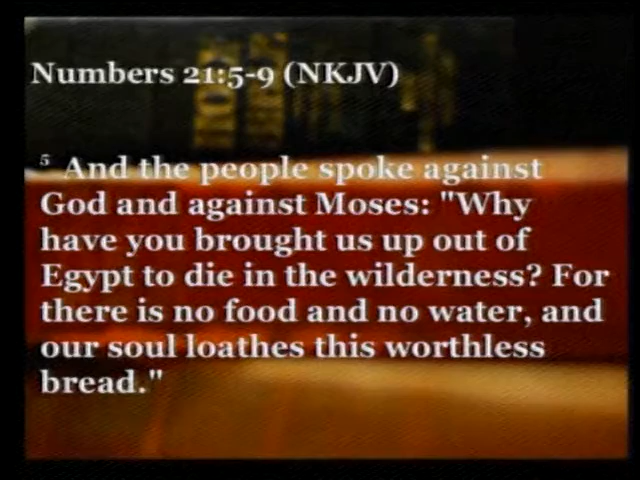 Numbers 21:5-9 (NKJV)
5 And the people spoke against
God and against Moses: "Why
have you brought us up out of
Egypt to die in the wilderness? For
there is no food and no water, and
our soul loathes this worthless
bread."